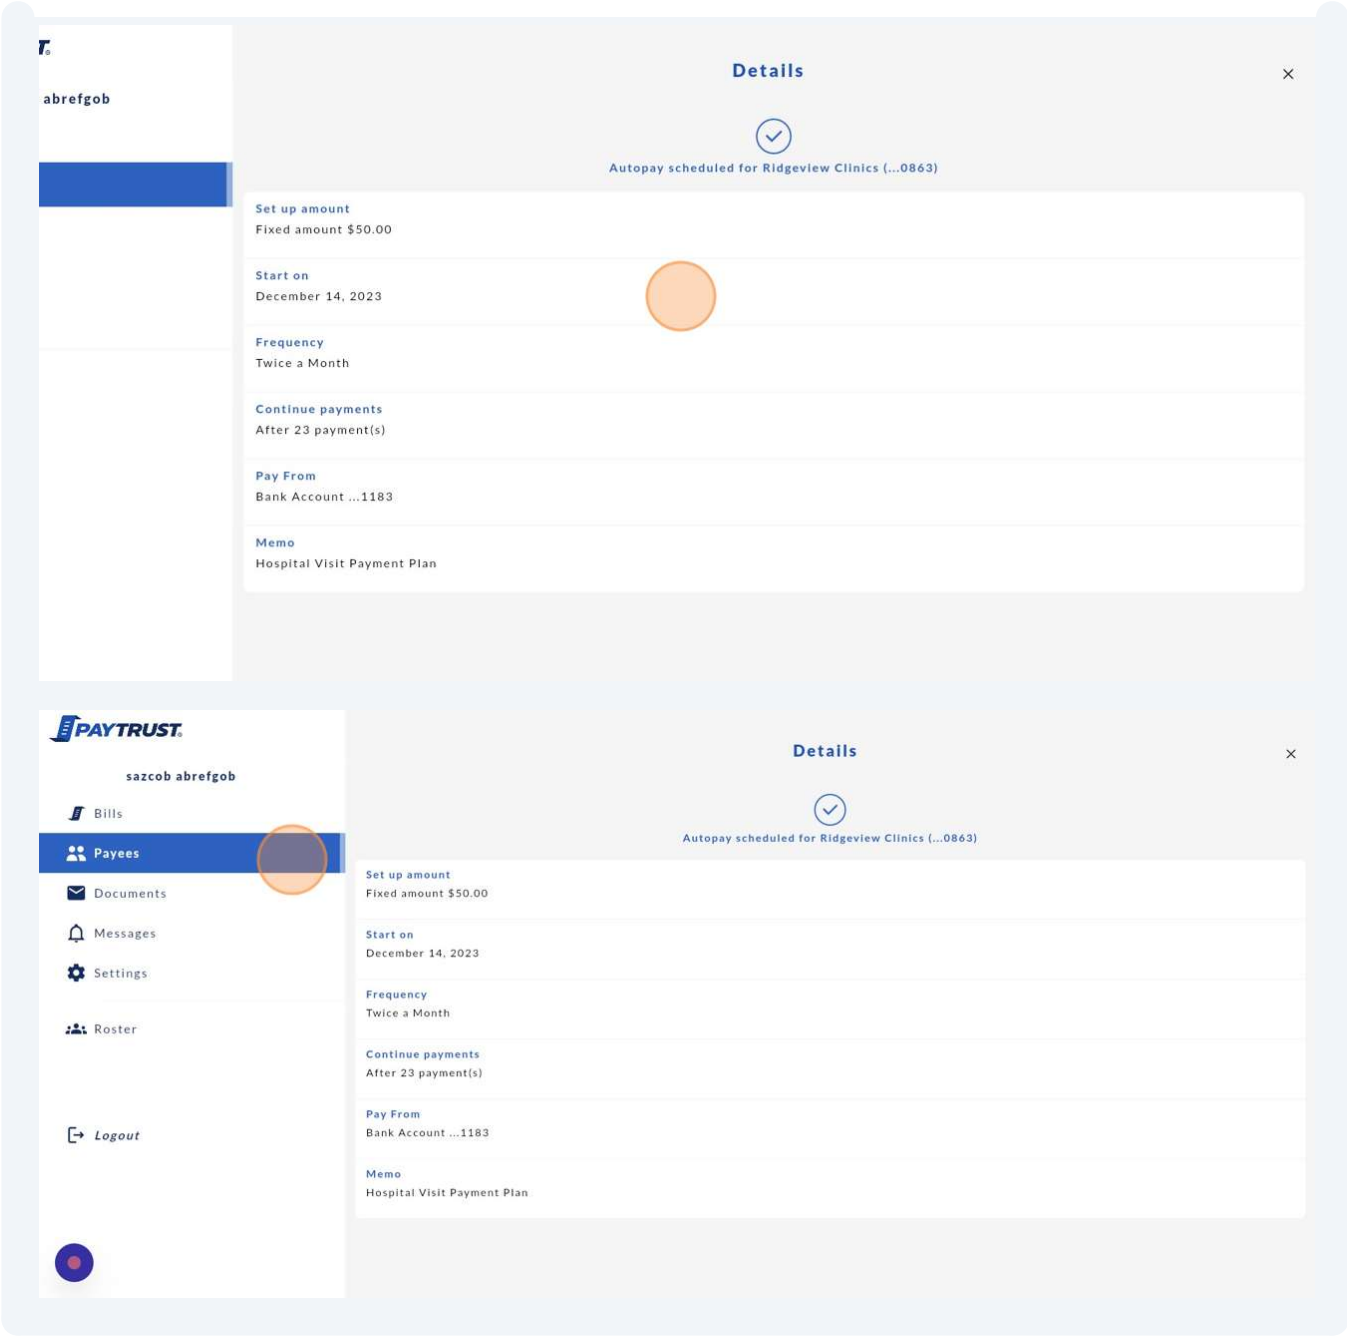 T.
abrefgob
Details
Autopay scheduled for Ridgeview Clinics (...0863)
Set up amount
Fixed amount $50.00
Start on
December 14, 2023
Frequency
Twice a Month
Continue payments
After 23 payment(s)
Pay From
Bank Account ...1183
Memo
Hospital Visit Payment Plan
PAYTRUST.
sazcob abrefgob
Bills
Payees
Documents
Messages
Settings
Roster
Logout
Details
Autopay scheduled for Ridgeview Clinics (...0863)
Set up amount
Fixed amount $50.00
Start on
December 14, 2023
Frequency
Twice a Month
Continue payments
After 23 payment(s)
Pay From
Bank Account ...1183
Memo
Hospital Visit Payment Plan